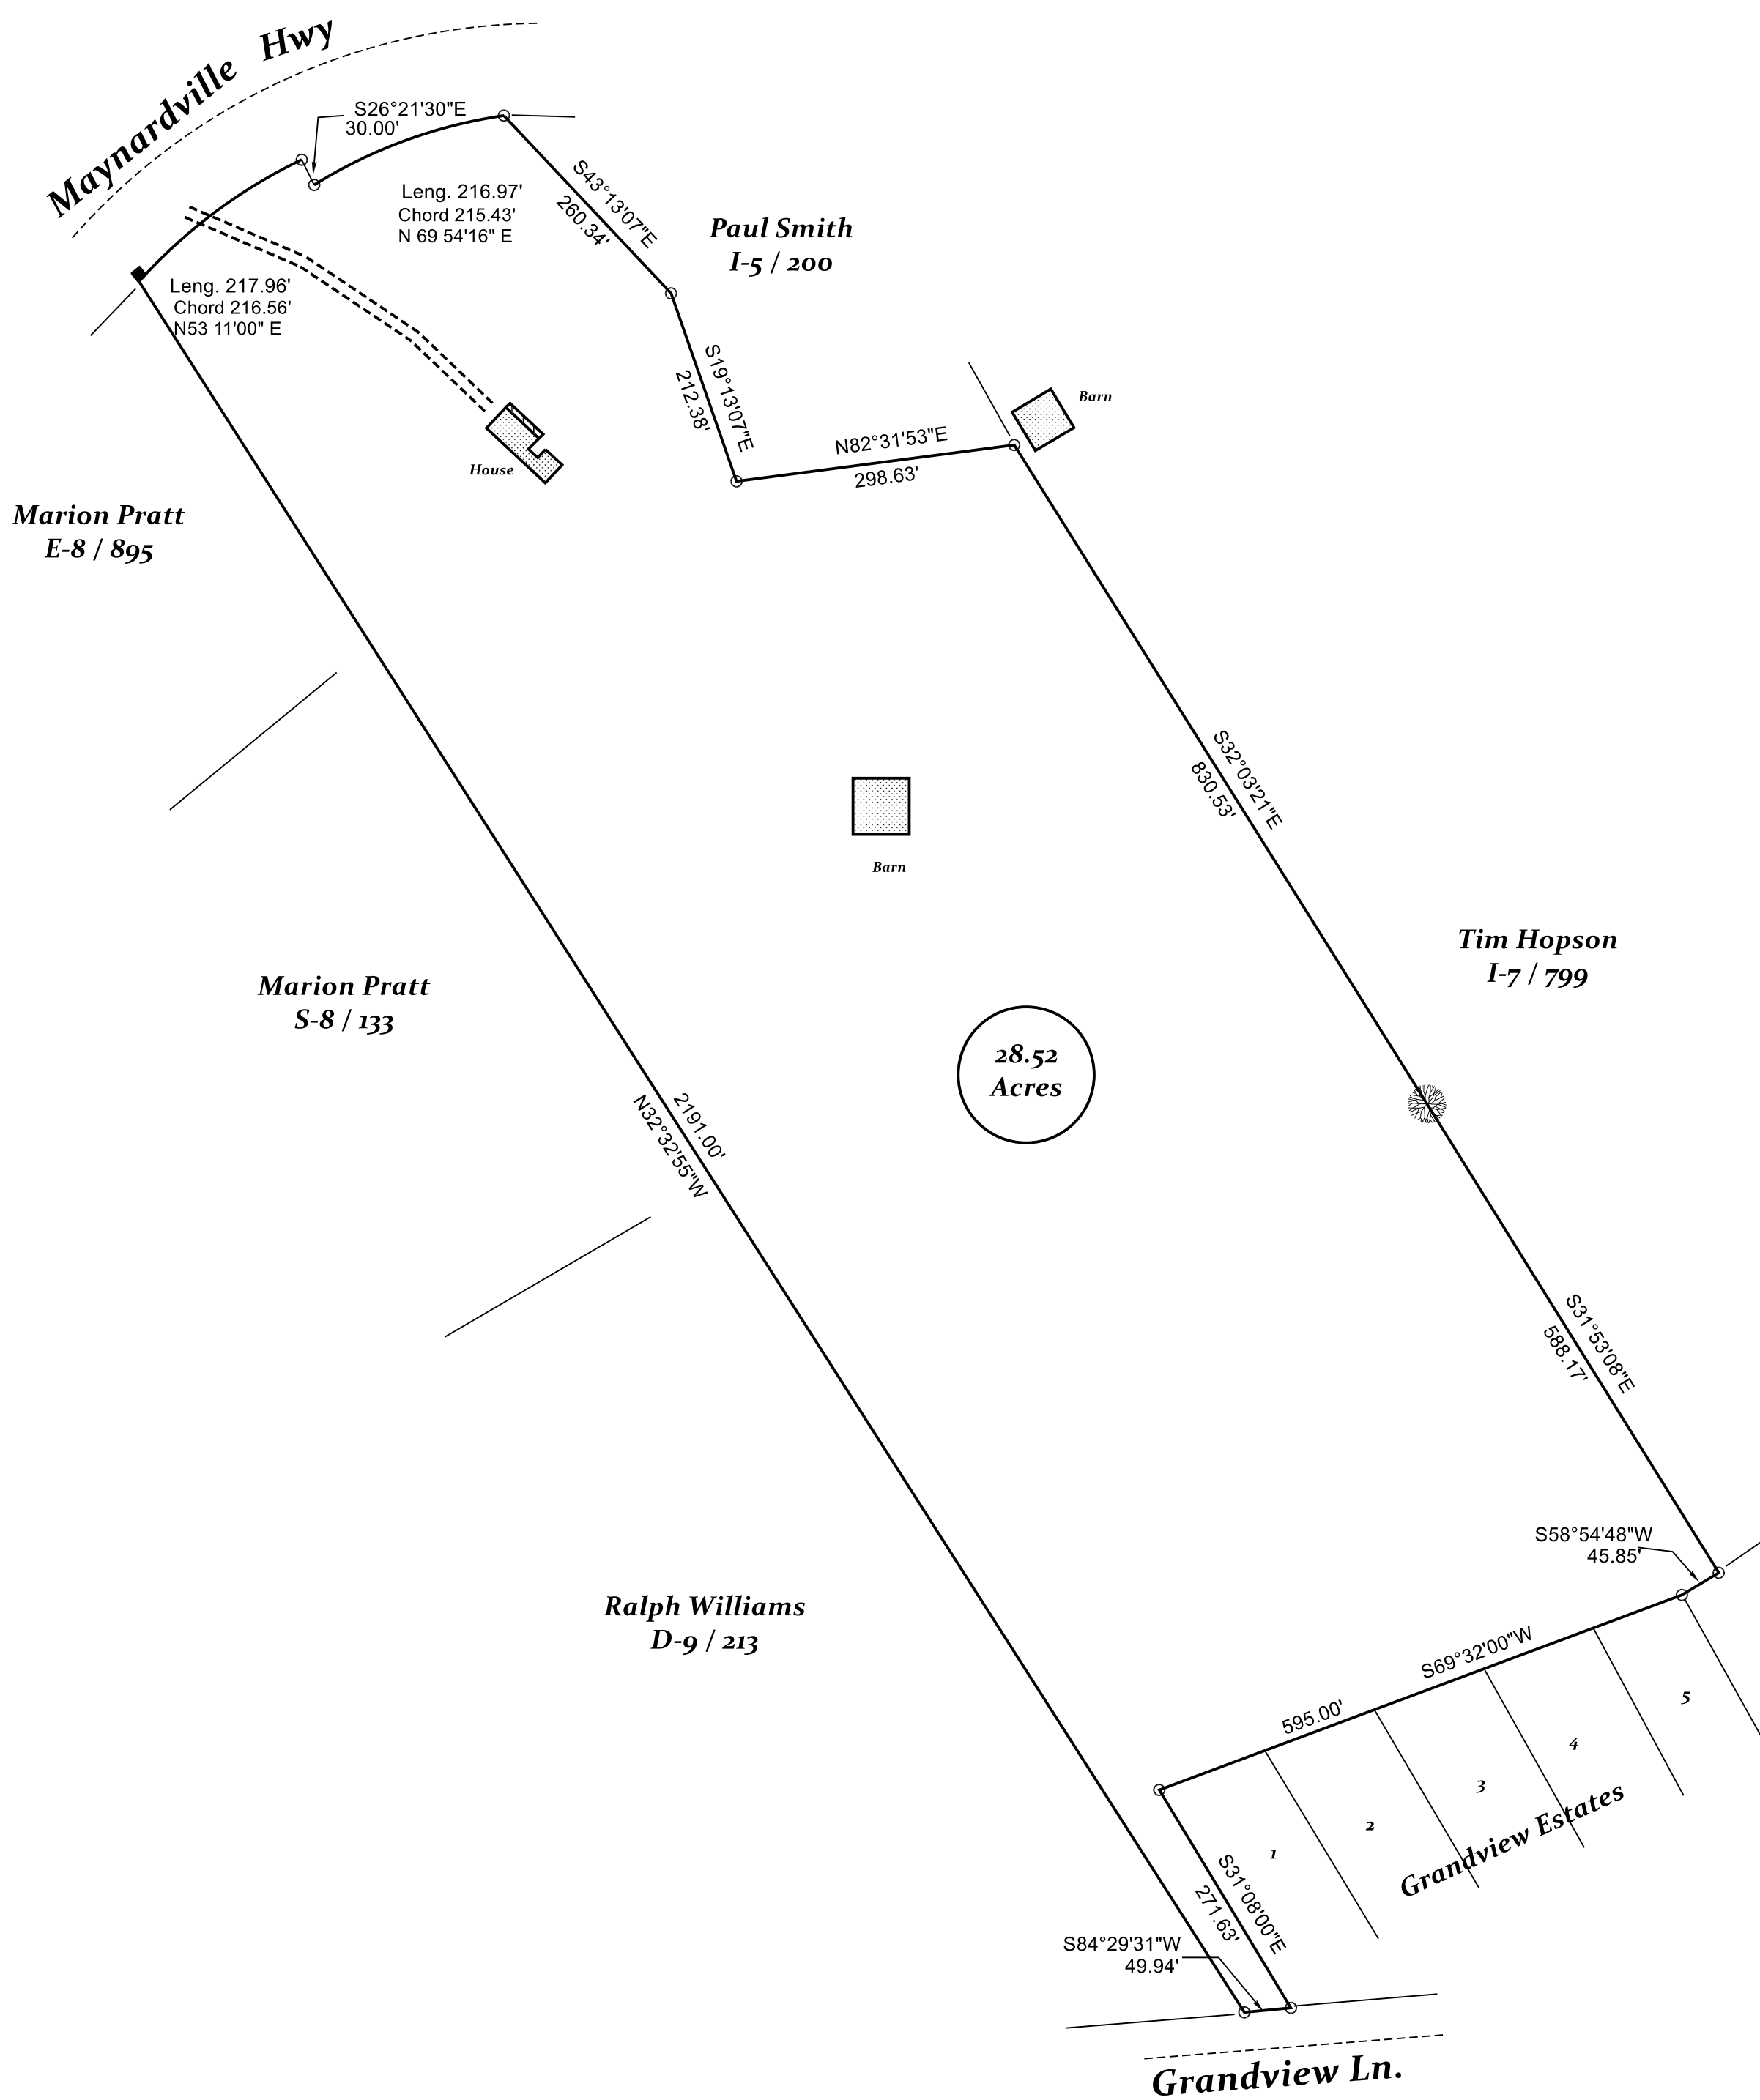 Maynardville Hwy
S26°21'30"E
30.00'
Leng. 216.97'
Chord 215.43'
N 69 54'16" E
S43°13'07"E
260.34'
Paul Smith
I-5 / 200
Leng. 217.96'
Chord 216.56'
N53 11'00" E
S19°13'07"E
212.38'
Barn
N82°31'53"E
298.63'
House
Marion Pratt
E-8 / 895
S32°03'21"E
830.53'
Barn
Tim Hopson
I-7 / 799
Marion Pratt
S-8 / 133
28.52
Acres
2191.00'
N32°32'55"W
S31°53'08"E
588.17'
S58°54'48"W
45.85'
Ralph Williams
D-9 / 213
S69°32'00"W
595.00'
5
4
3
2
1
Grandview Estates
S31°08'00"E
271.63'
S84°29'31"W
49.94'
Grandview Ln.